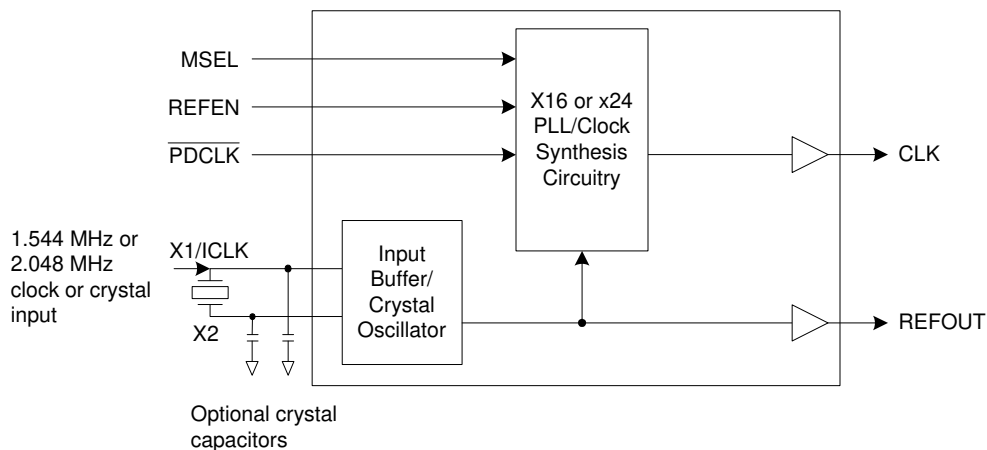 MSEL
REFEN
PDCLK
X16 or x24
PLL/Clock
Synthesis
Circuitry
CLK
1.544 MHz or
2.048 MHz
clock or crystal
input
X1/ICLK
X2
Input
Buffer/
Crystal
Oscillator
REFOUT
Optional crystal
capacitors